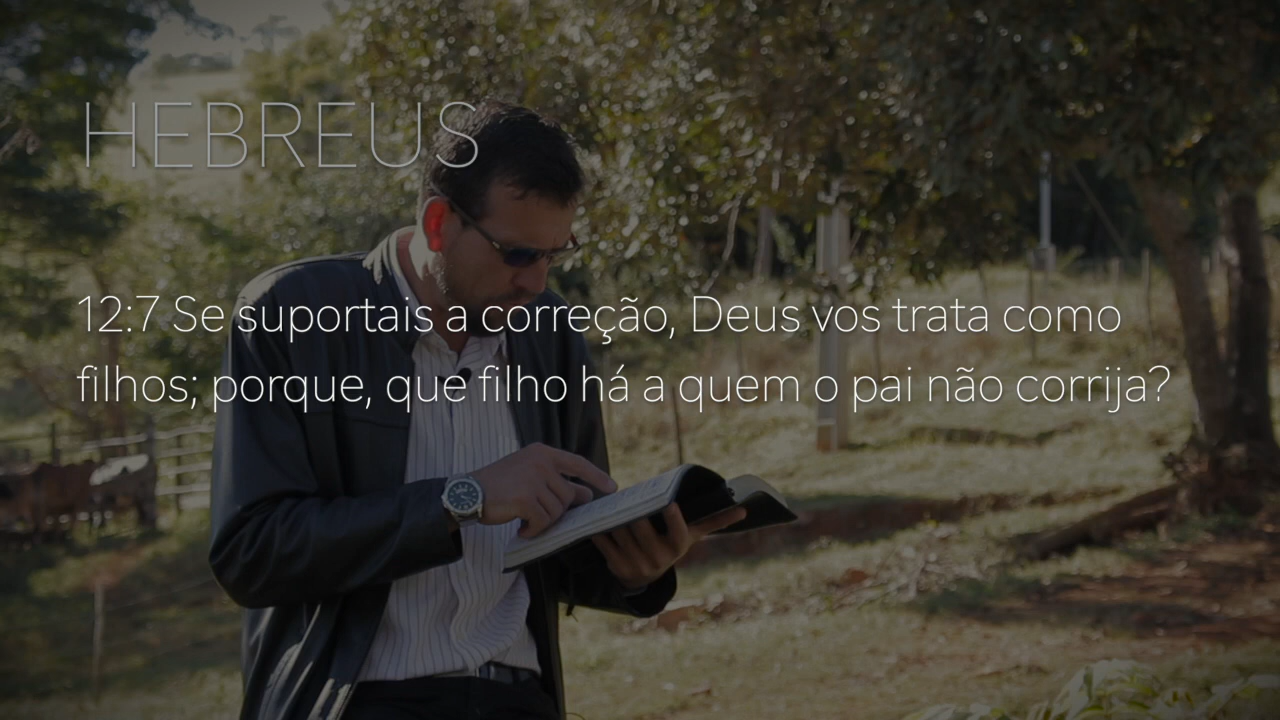 HEBREUS
12:7 Se suportais a correção, Deus vos trata como
filhos; porque, que filho há a quem o pai não corrija?